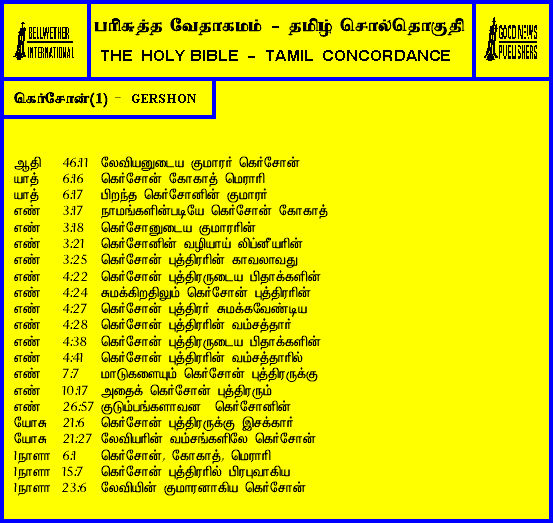 BELLWETHER
INTERNATIONAL
பரிசுத்த வேதாகமம் - தமிழ் சொல்தொகுதி
THE HOLY BIBLE - TAMIL CONCORDANCE
GOOD NEWS
PUBLISHERS
கெர்சோன்(1) - GERSHON
ஆதி 46:11 லேவியனுடைய குமாரர் கெர்சோன்
யாத் 6:16 கெர்சோன் கோகாத் மெராரி
யாத் 6:17 பிறந்த கெர்சோனின் குமாரர்
எண் 3:17 நாமங்களின்படியே கெர்சோன் கோகாத்
எண் 3:18 கெர்சோனுடைய குமாரரின்
எண் 3:21 கெர்சோனின் வழியாய் லிப்னீயரின்
எண் 3:25 கெர்சோன் புத்திரரின் காவலாவது
எண் 4:22 கெர்சோன் புத்திரருடைய பிதாக்களின்
எண் 4:24 சுமக்கிறதிலும் கெர்சோன் புத்திரரின்
எண் 4:27 கெர்சோன் புத்திரர் சுமக்கவேண்டிய
எண் 4:28 கெர்சோன் புத்திரரின் வம்சத்தார்
எண் 4:38 கெர்சோன் புத்திரருடைய பிதாக்களின்
எண் 4:41 கெர்சோன் புத்திரரின் வம்சத்தாரில்
எண் 7:7 மாடுகளையும் கெர்சோன் புத்திரருக்கு
எண் 10:17 அதைக் கெர்சோன் புத்திரரும்
எண் 26:57 குடும்பங்களாவன கெர்சோனின்
யோசு 21:6 கெர்சோன் புத்திரருக்கு இசக்கார்
யோசு 21:27 லேவியரின் வம்சங்களிலே கெர்சோன்
1நாளா 6:1 கெர்சோன், கோகாத், மெராரி
1நாளா 15:7 கெர்சோன் புத்திரரில் பிரபுவாகிய
1நாளா 23:6 லேவியின் குமாரனாகிய கெர்சோன்